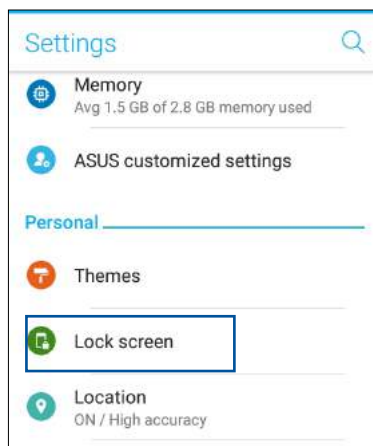 Settings
Memory
Avg 1.5 GB of 2.8 GB memory used
ASUS customized settings
Personal
Themes
Lock screen
Location
ON / High accuracy